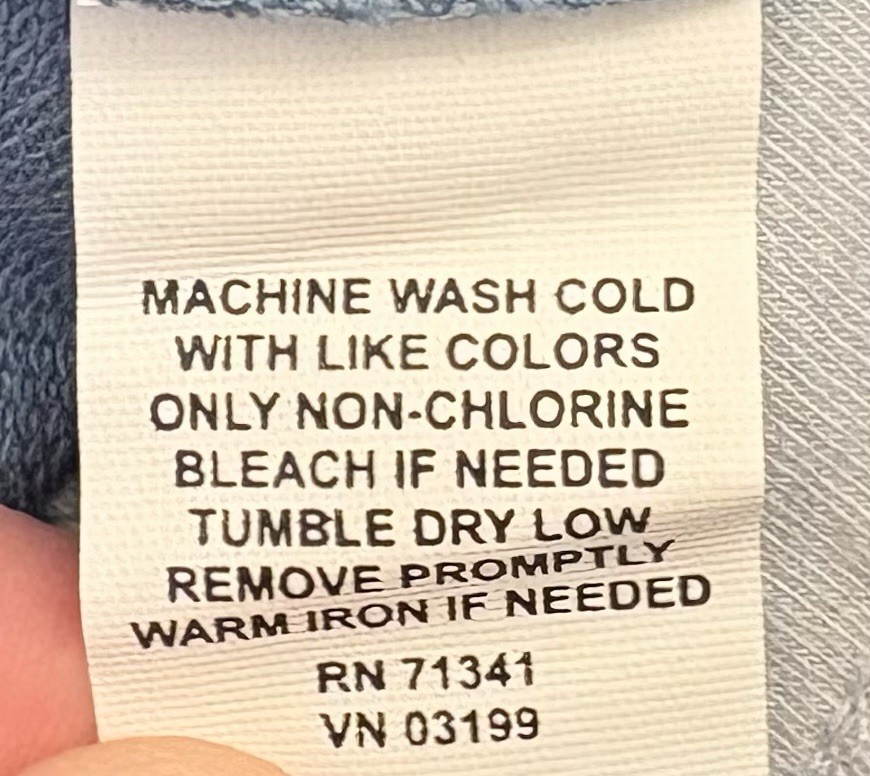 MACHINE WASH COLD
WITH LIKE COLORS
ONLY NON-CHLORINE
BLEACH IF NEEDED
TUMBLE DRY LOW
REMOVE PROMPTLY
WARM IRON IF NEEDED
RN 71341
VN 03199